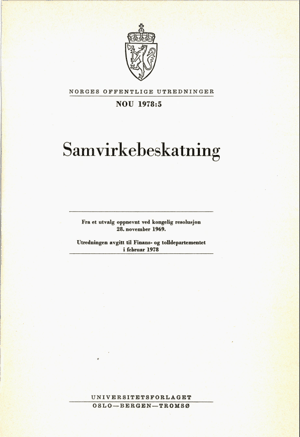 NORGES OFFENTLIGE UTREDNINGER
NOU 1978:5
Samvirkebeskatning
Fra et utvalg oppnevnt ved kongelig resolusjon
28. november 1969.
Utredningen avgitt til Finans- og tolldepartementet
i februar 1978
UNIVERSITETSFORLAGET
OSLO—BERGEN—TROMSØ